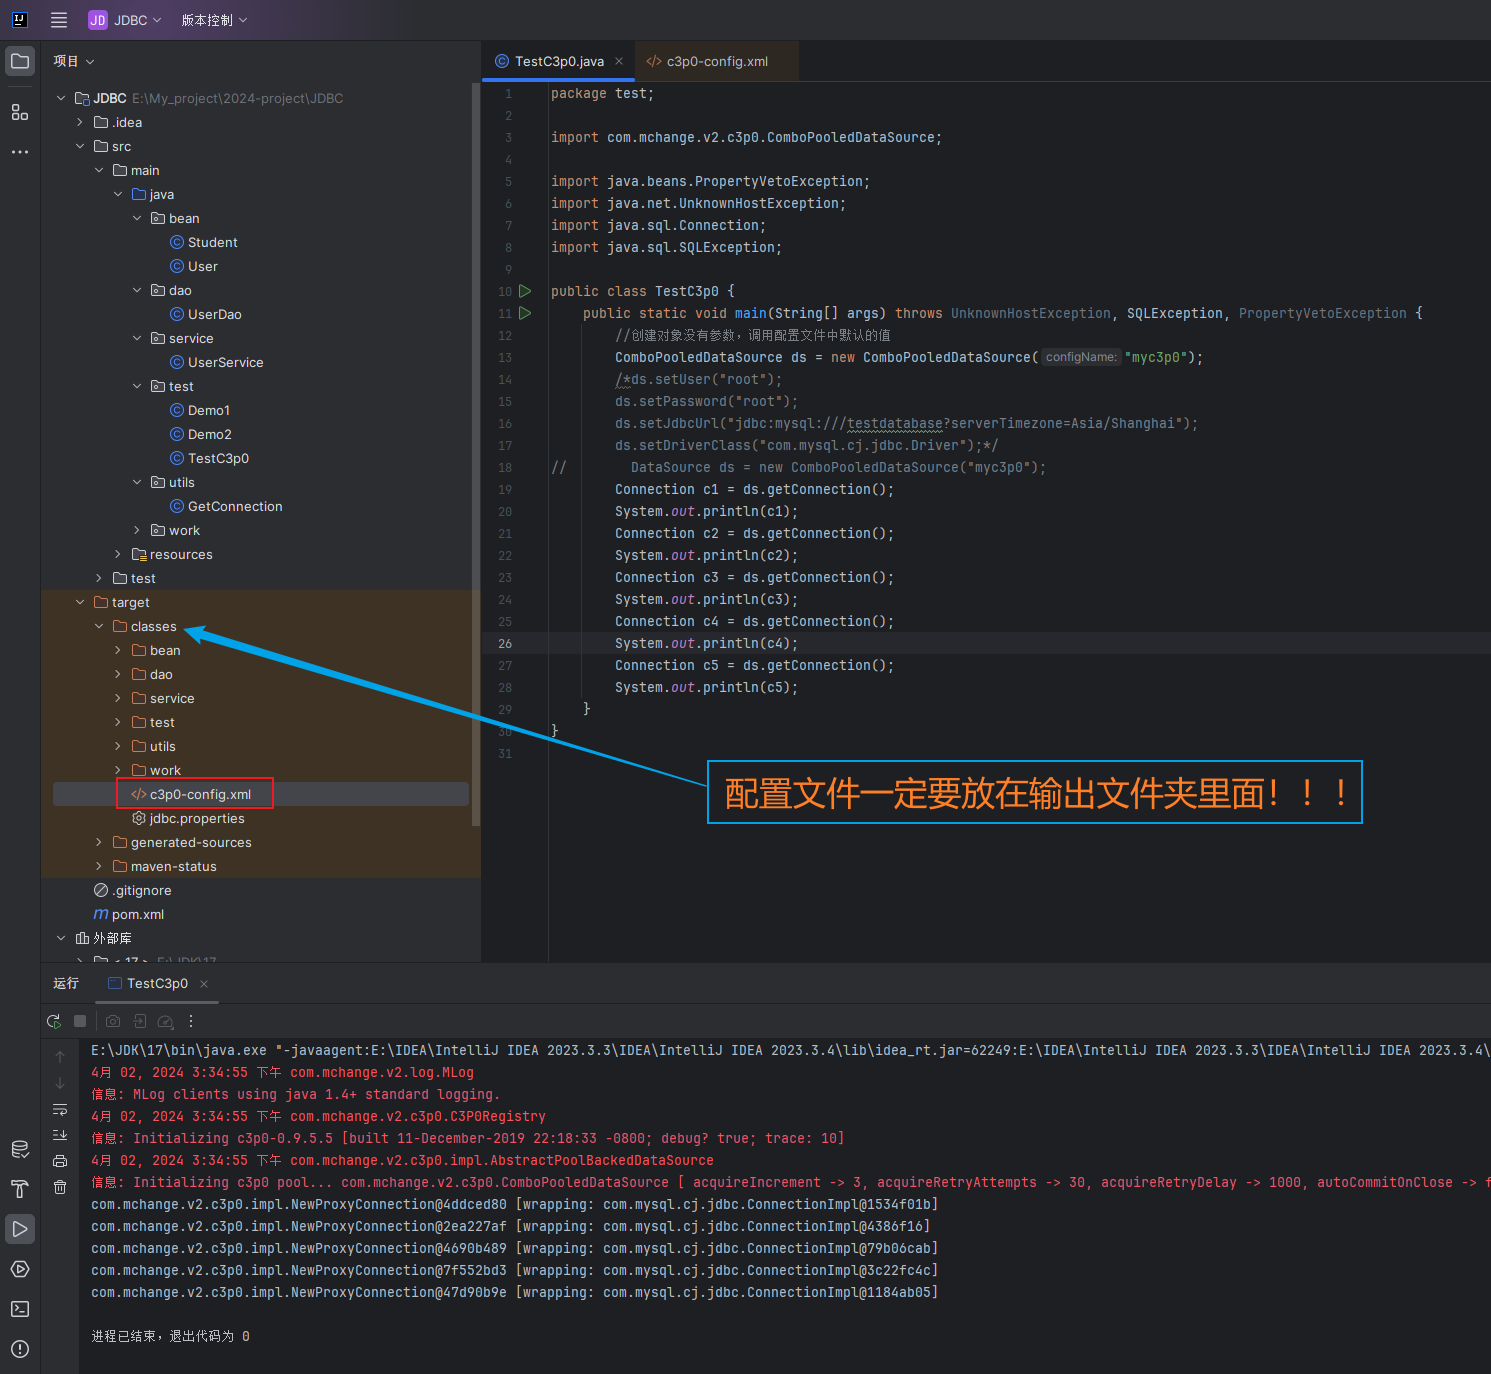 JD JDBC 版本控制
项目
JDBC E:\My_project\2024-project\JDBC
.idea
src
main
java
bean
Student
User
dao
UserDao
service
UserService
test
Demo1
Demo2
TestC3p0
utils
GetConnection
work
resources
test
target
classes
bean
dao
service
test
utils
work
c3p0-config.xml
jdbc.properties
generated-sources
maven-status
.gitignore
pom.xml
外部库
< 17 > E:\JDK\17
TestC3p0.java
c3p0-config.xml
1 package test;
2
3 import com.mchange.v2.c3p0.ComboPooledDataSource;
4
5 import java.beans.PropertyVetoException;
6 import java.net.UnknownHostException;
7 import java.sql.Connection;
8 import java.sql.SQLException;
9
10 public class TestC3p0 {
11 public static void main(String[] args) throws UnknownHostException, SQLException, PropertyVetoException {
12 //创建对象没有参数，调用配置文件中默认的值
13 ComboPooledDataSource ds = new ComboPooledDataSource( configName: "myc3p0");
14 /*ds.setUser("root");
15 ds.setPassword("root");
16 ds.setJdbcUrl("jdbc:mysql:///testdatabase?serverTimezone=Asia/Shanghai");
17 ds.setDriverClass("com.mysql.cj.jdbc.Driver");*/
18 // DataSource ds = new ComboPooledDataSource("myc3p0");
19 Connection c1 = ds.getConnection();
20 System.out.println(c1);
21 Connection c2 = ds.getConnection();
22 System.out.println(c2);
23 Connection c3 = ds.getConnection();
24 System.out.println(c3);
25 Connection c4 = ds.getConnection();
26 System.out.println(c4);
27 Connection c5 = ds.getConnection();
28 System.out.println(c5);
29 }
30 }
31
配置文件一定要放在输出文件夹里面！！！
运行 TestC3p0
E:\JDK\17\bin\java.exe "-javaagent:E:\IDEA\IntelliJ IDEA 2023.3.3\IDEA\IntelliJ IDEA 2023.3.4\lib\idea_rt.jar=62249:E:\IDEA\IntelliJ IDEA 2023.3.3\IDEA\IntelliJ IDEA 2023.3.4\
4月 02, 2024 3:34:55 下午 com.mchange.v2.log.MLog
信息: MLog clients using java 1.4+ standard logging.
4月 02, 2024 3:34:55 下午 com.mchange.v2.c3p0.C3P0Registry
信息: Initializing c3p0-0.9.5.5 [built 11-December-2019 22:18:33 -0800; debug? true; trace: 10]
4月 02, 2024 3:34:55 下午 com.mchange.v2.c3p0.impl.AbstractPoolBackedDataSource
信息: Initializing c3p0 pool... com.mchange.v2.c3p0.ComboPooledDataSource [ acquireIncrement -> 3, acquireRetryAttempts -> 30, acquireRetryDelay -> 1000, autoCommitOnClose -> f
com.mchange.v2.c3p0.impl.NewProxyConnection@4ddced80 [wrapping: com.mysql.cj.jdbc.ConnectionImpl@1534f01b]
com.mchange.v2.c3p0.impl.NewProxyConnection@2ea227af [wrapping: com.mysql.cj.jdbc.ConnectionImpl@4386f16]
com.mchange.v2.c3p0.impl.NewProxyConnection@4690b489 [wrapping: com.mysql.cj.jdbc.ConnectionImpl@79b06cab]
com.mchange.v2.c3p0.impl.NewProxyConnection@7f552bd3 [wrapping: com.mysql.cj.jdbc.ConnectionImpl@3c22fc4c]
com.mchange.v2.c3p0.impl.NewProxyConnection@47d90b9e [wrapping: com.mysql.cj.jdbc.ConnectionImpl@1184ab05]
进程已结束，退出代码为 0